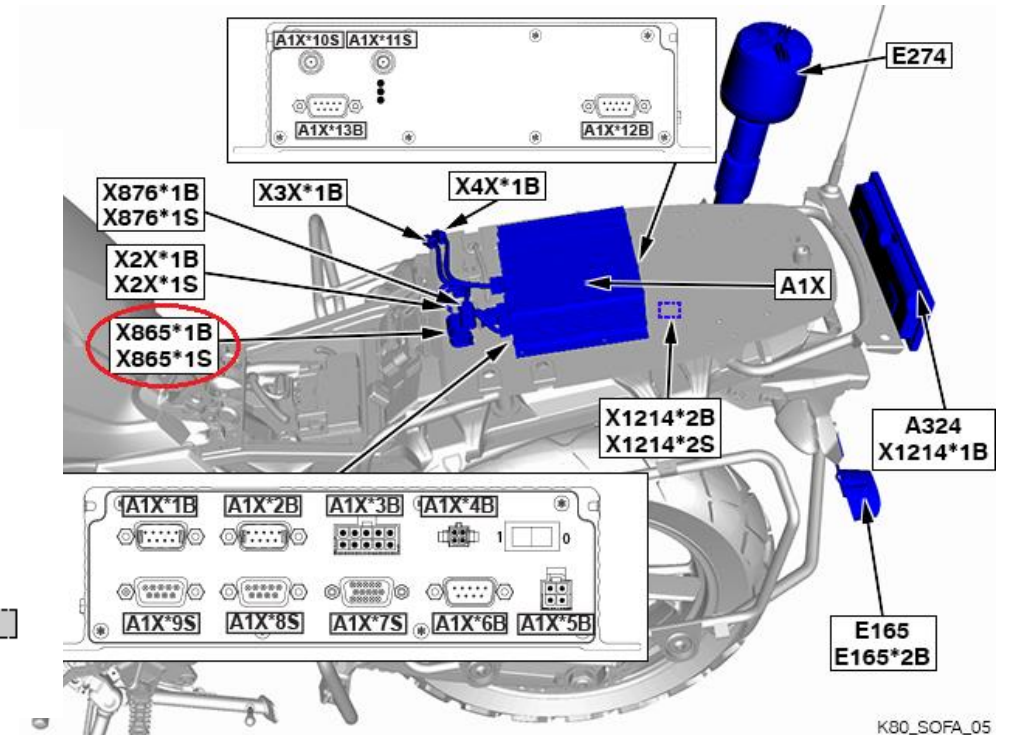 A1X*10S A1X*11S
A1X*13B
A1X*12B
E274
X876*1B
X876*1S
X3X*1B
X4X*1B
X2X*1B
X2X*1S
X865*1B
X865*1S
A1X
X1214*2B
X1214*2S
A324
X1214*1B
A1X*1B A1X*2B A1X*3B A1X*4B
1 0
A1X*9S A1X*8S A1X*7S A1X*6B A1X*5B
E165
E165*2B
K80_SOFA_05